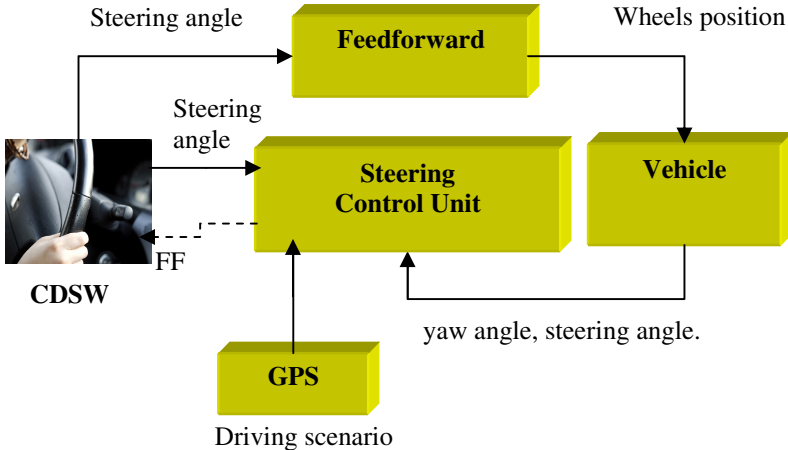 Steering angle
Feedforward
Wheels position
Steering
angle
Steering
Control Unit
Vehicle
FF
CDSW
yaw angle, steering angle.
GPS
Driving scenario